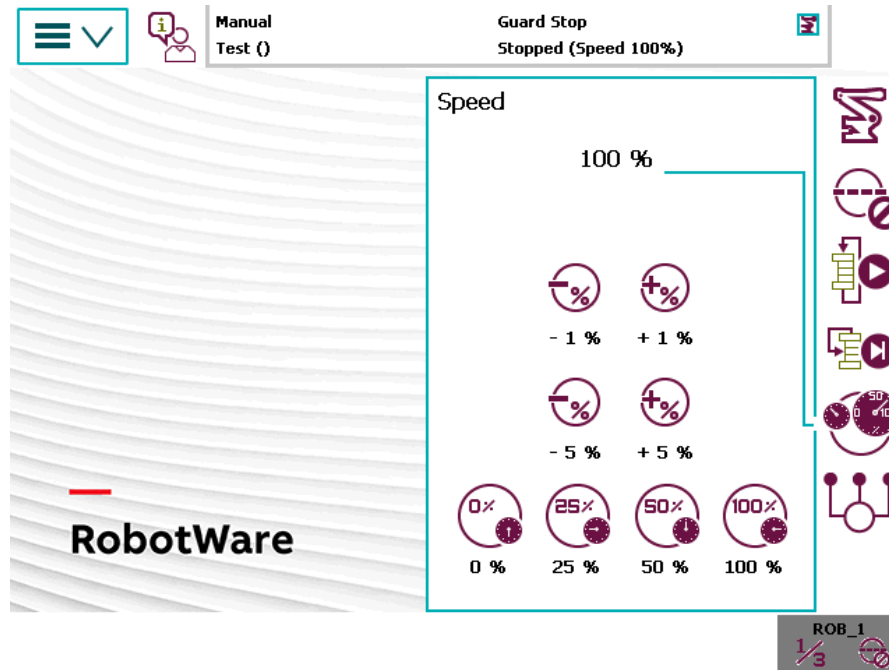 Manual
Test ()
Guard Stop
Stopped (Speed 100%)
Speed
100 %
- 1 %
+ 1 %
- 5 %
+ 5 %
0%
25%
50%
100%
0 %
25 %
50 %
100 %
RobotWare
ROB_1
1/3